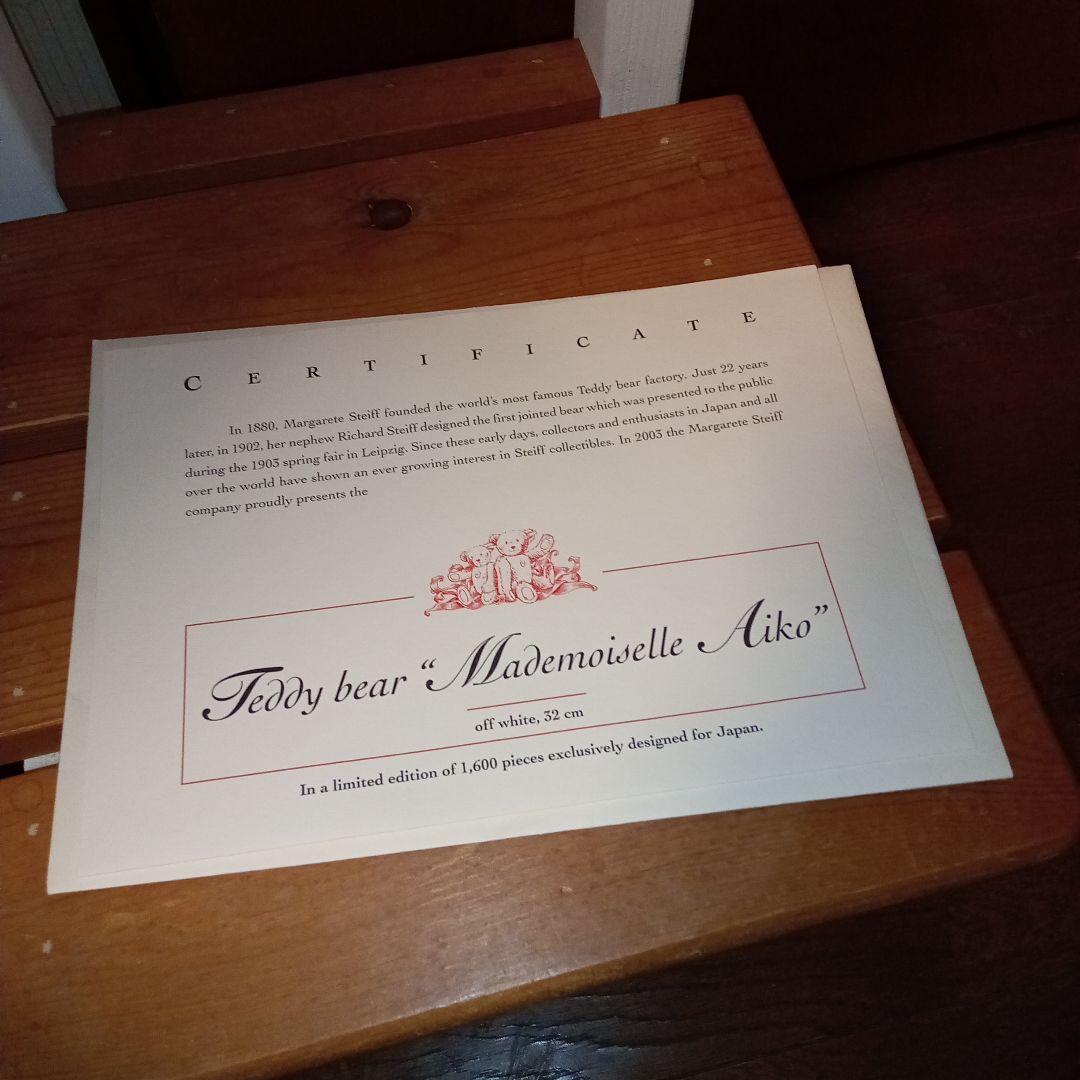 CERTIFICATE
In 1880, Margarete Steiff founded the world's most famous Teddy bear factory. Just 22 years
later, in 1902, her nephew Richard Steiff designed the first jointed bear which was presented to the public
during the 1903 spring fair in Leipzig. Since these early days, collectors and enthusiasts in Japan and all
over the world have shown an ever growing interest in Steiff collectibles. In 2003 the Margarete Steiff
company proudly presents the
Teddy bear “Mademoiselle Aiko”
off white, 32 cm
In a limited edition of 1,600 pieces exclusively designed for Japan.